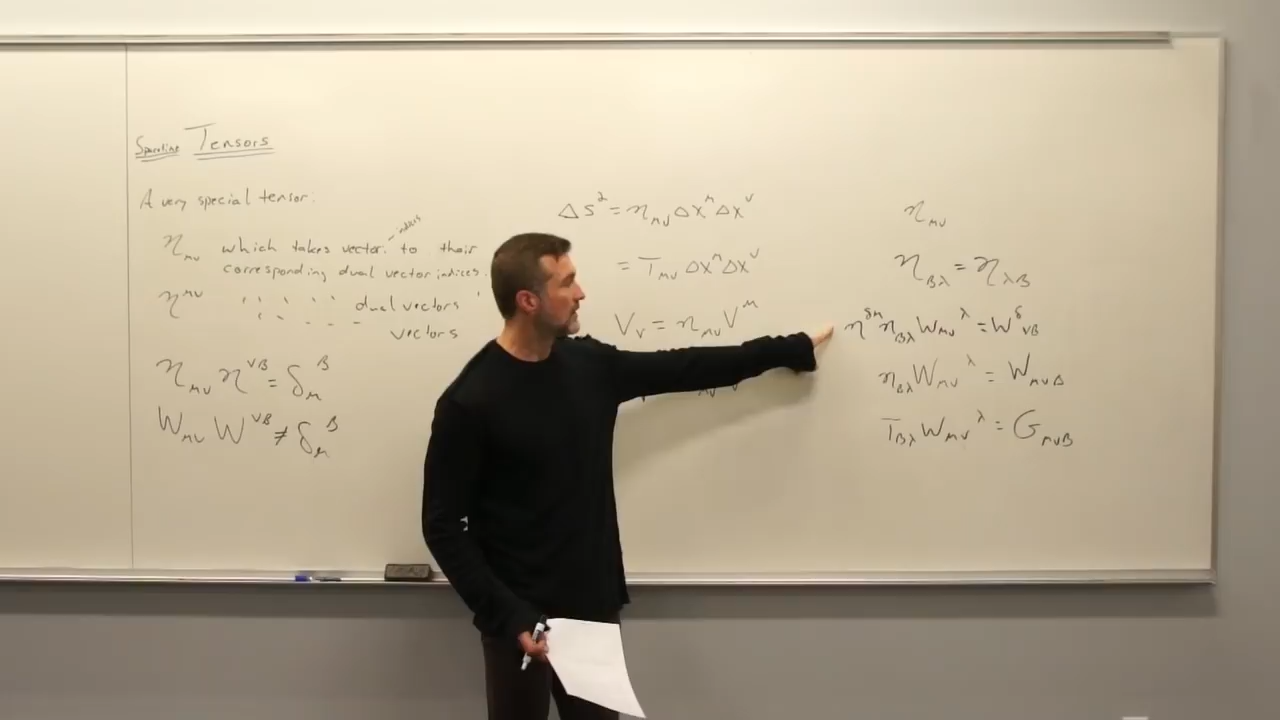 Spacetime Tensors
A very special tensor:
η_μν which takes vector indices to their
corresponding dual vector indices.
η^μν " " " " dual vectors "
" " " " vectors
η_μν η^νβ = δ_μ^β
W_μν W^νβ ≠ δ_μ^β
ΔS² = η_μν Δx^μ Δx^ν
= T_μν Δx^μ Δx^ν
V_ν = η_μν V^μ
η_μν
η_βλ = η_λβ
η^δμ η_βλ W_μν^λ = W^δ_νβ
η_βλ W_μν^λ = W_μνβ
T_βλ W_μν^λ = G_μνβ